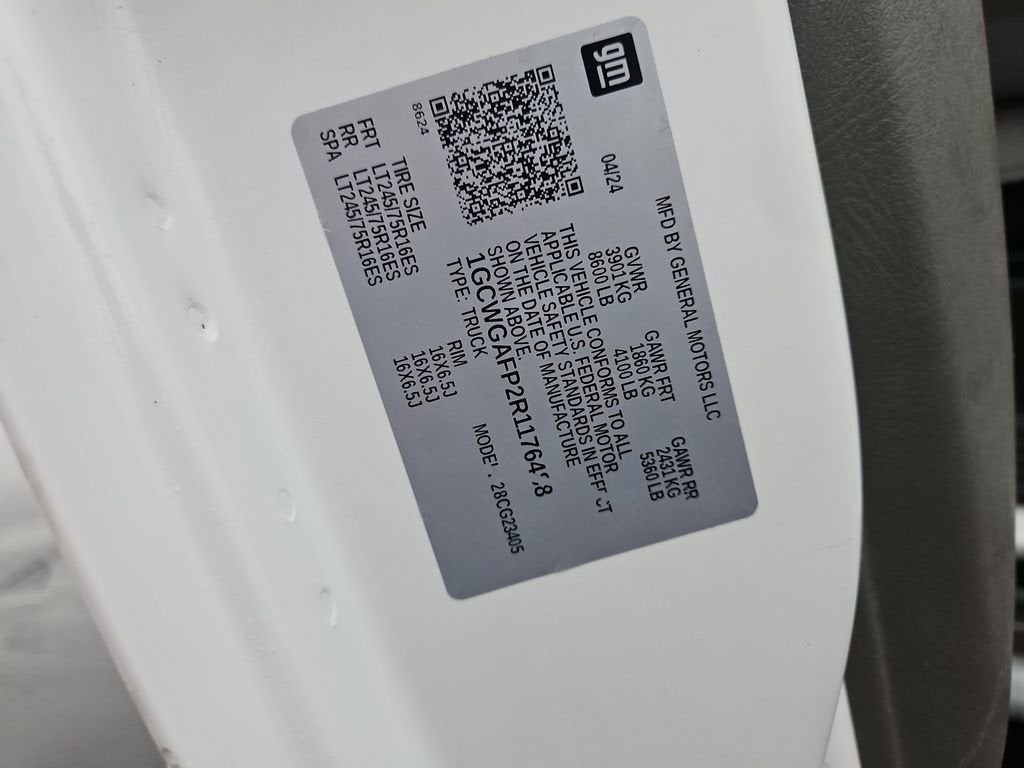 gm
MFD BY GENERAL MOTORS LLC
04/24
GVWR GAWR FRT GAWR RR
3901 KG 1860 KG 2431 KG
8600 LB 4100 LB 5360 LB
THIS VEHICLE CONFORMS TO ALL
APPLICABLE U.S. FEDERAL MOTOR
VEHICLE SAFETY STANDARDS IN EFFECT
ON THE DATE OF MANUFACTURE
SHOWN ABOVE.
8624
TYPE: TRUCK MODEL: 28CG23405
TIRE SIZE RIM
FRT LT245/75R16ES 16X6.5J
RR LT245/75R16ES 16X6.5J
SPA LT245/75R16ES 16X6.5J